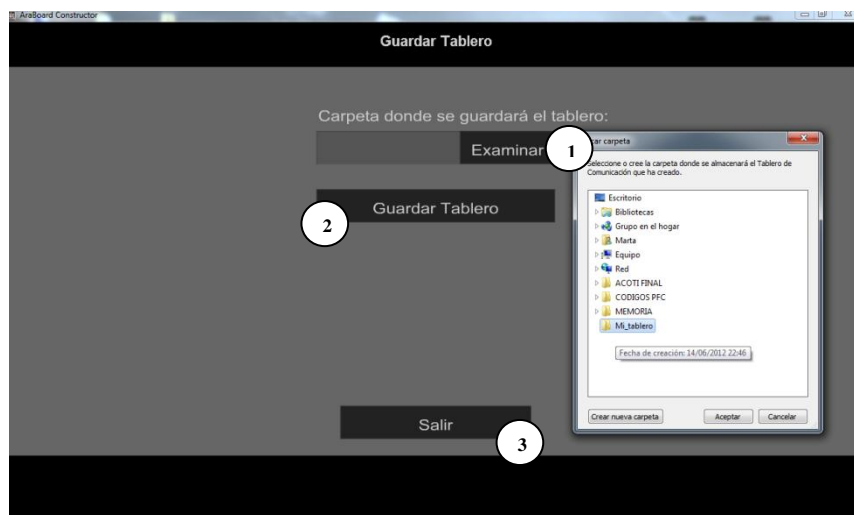 AraBoard Constructor
Guardar Tablero
Carpeta donde se guardará el tablero:
Examinar
1
car carpeta
Seleccione o cree la carpeta donde se almacenará el Tablero de
Comunicación que ha creado.
Escritorio
Bibliotecas
Grupo en el hogar
Marta
Equipo
Red
ACOTI FINAL
CODIGOS PFC
MEMORIA
Mi_tablero
Fecha de creación: 14/06/2012 22:46
Crear nueva carpeta
Aceptar
Cancelar
Guardar Tablero
2
Salir
3